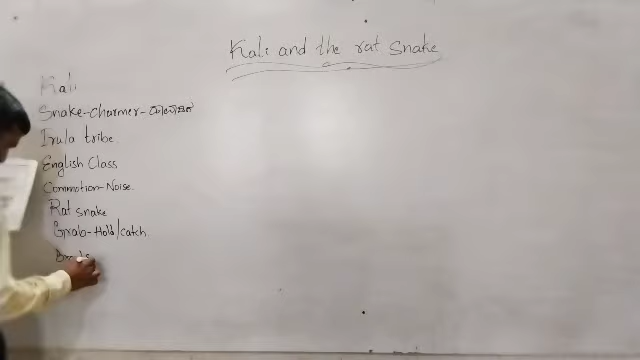 Kali and the rat snake
Kali
Snake-charmer-
Irula tribe.
English Class
Commotion-Noise
Rat snake
Grab-Hold/catch.